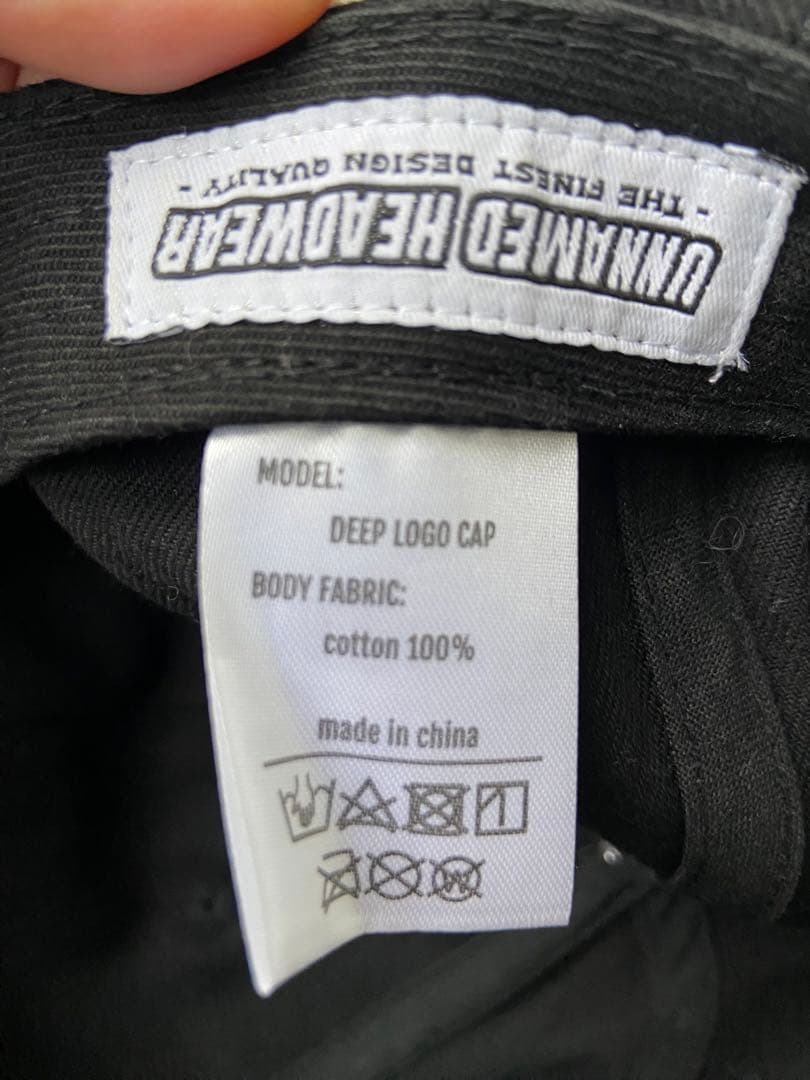 UNNAMED HEADWEAR
- THE FINEST DESIGN QUALITY -
MODEL:
DEEP LOGO CAP
BODY FABRIC:
cotton 100%
made in china
W